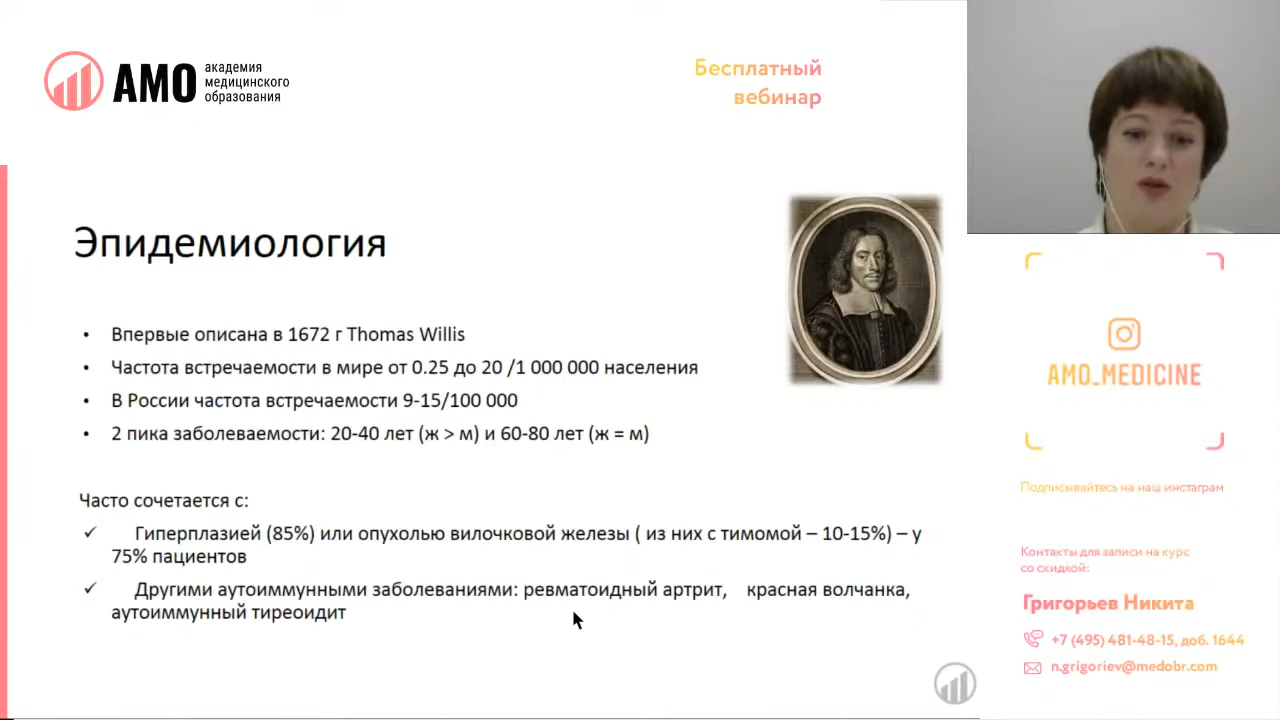 АМО
академия
медицинского
образования
Бесплатный
вебинар
Эпидемиология
• Впервые описана в 1672 г Thomas Willis
• Частота встречаемости в мире от 0.25 до 20 /1 000 000 населения
• В России частота встречаемости 9-15/100 000
• 2 пика заболеваемости: 20-40 лет (ж > м) и 60-80 лет (ж = м)
Часто сочетается с:
✓ Гиперплазией (85%) или опухолью вилочковой железы ( из них с тимомой – 10-15%) – у
75% пациентов
✓ Другими аутоиммунными заболеваниями: ревматоидный артрит, красная волчанка,
аутоиммунный тиреоидит
AMO_MEDICINE
Подписывайтесь на наш инстаграм
Контакты для записи на курс
со скидкой:
Григорьев Никита
+7 (495) 481-48-15, доб. 1644
n.grigoriev@medobr.com